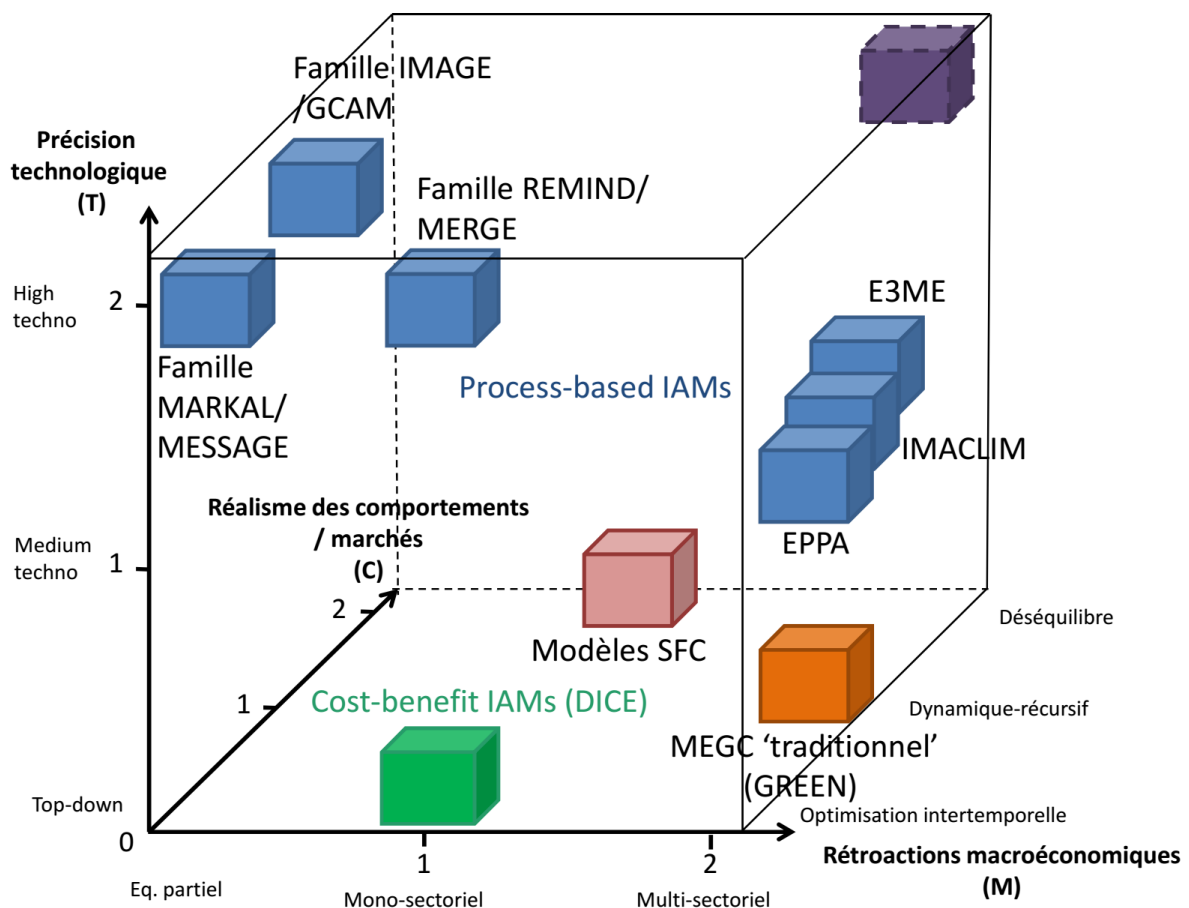 Famille IMAGE
/GCAM
Précision
technologique
(T)
Famille REMIND/
MERGE
High
techno
2
E3ME
Famille
MARKAL/
MESSAGE
Process-based IAMs
IMACLIM
Réalisme des comportements
/ marchés
(C)
EPPA
Medium
techno
1
2
Déséquilibre
Modèles SFC
1
Cost-benefit IAMs (DICE)
Dynamique-récursif
MEGC ‘traditionnel’
(GREEN)
Top-down
Optimisation intertemporelle
0
1
2
Rétroactions macroéconomiques
(M)
Eq. partiel
Mono-sectoriel
Multi-sectoriel